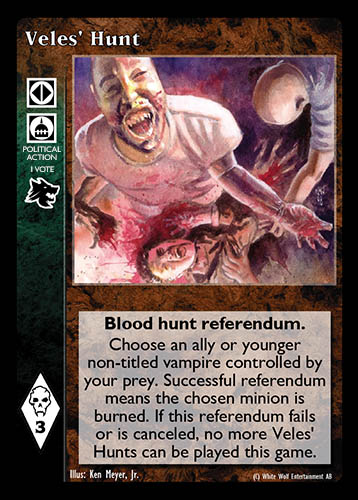 Veles' Hunt
POLITICAL
ACTION
1 VOTE
Blood hunt referendum.
Choose an ally or younger
non-titled vampire controlled by
your prey. Successful referendum
means the chosen minion is
burned. If this referendum fails
or is canceled, no more Veles'
Hunts can be played this game.
3
Illus: Ken Meyer, Jr.
(C) White Wolf Entertainment AB